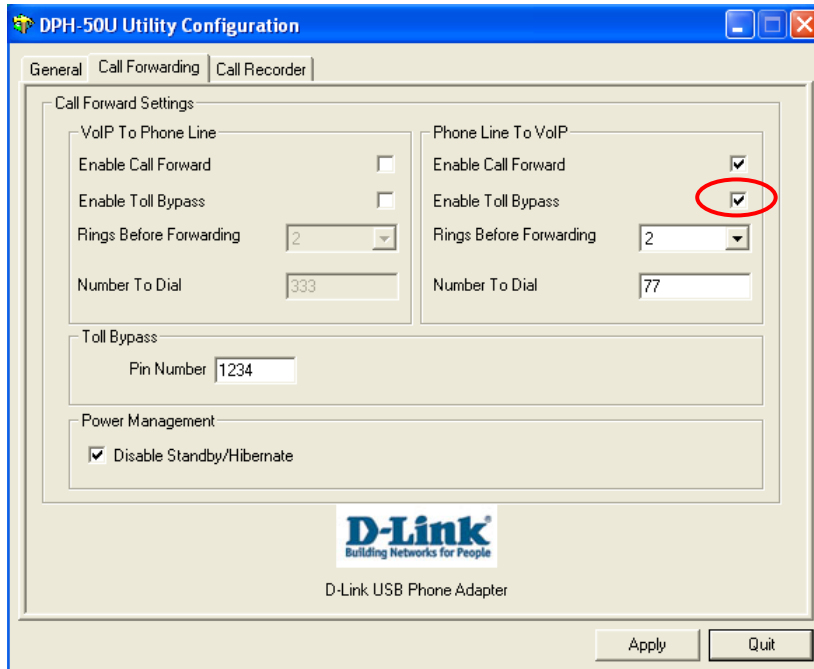 DPH-50U Utility Configuration
General Call Forwarding Call Recorder
Call Forward Settings
VoIP To Phone Line
Enable Call Forward
Enable Toll Bypass
Rings Before Forwarding 2
Number To Dial 333
Phone Line To VoIP
Enable Call Forward
Enable Toll Bypass
Rings Before Forwarding 2
Number To Dial 77
Toll Bypass
Pin Number 1234
Power Management
Disable Standby/Hibernate
D-Link®
Building Networks for People
D-Link USB Phone Adapter
Apply Quit